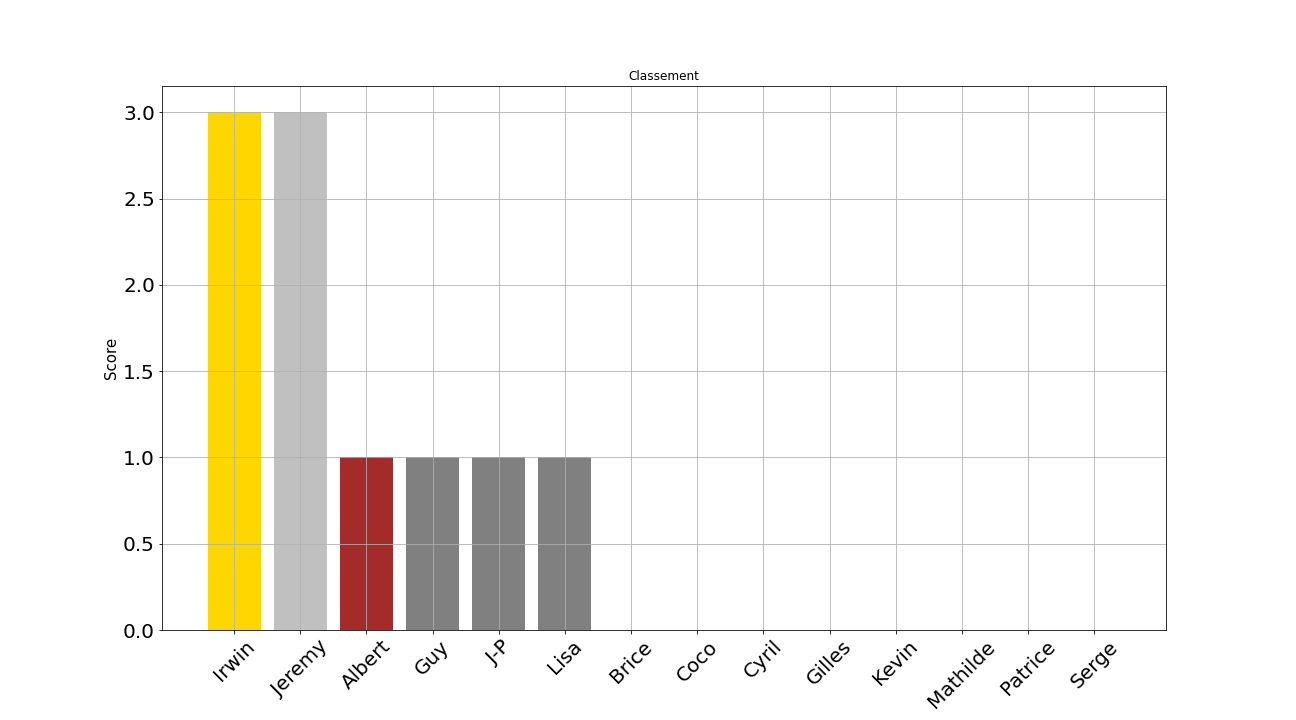 Classement
Score
3.0
2.5
2.0
1.5
1.0
0.5
0.0
Irwin
Jeremy
Albert
Guy
J-P
Lisa
Brice
Coco
Cyril
Gilles
Kevin
Mathilde
Patrice
Serge